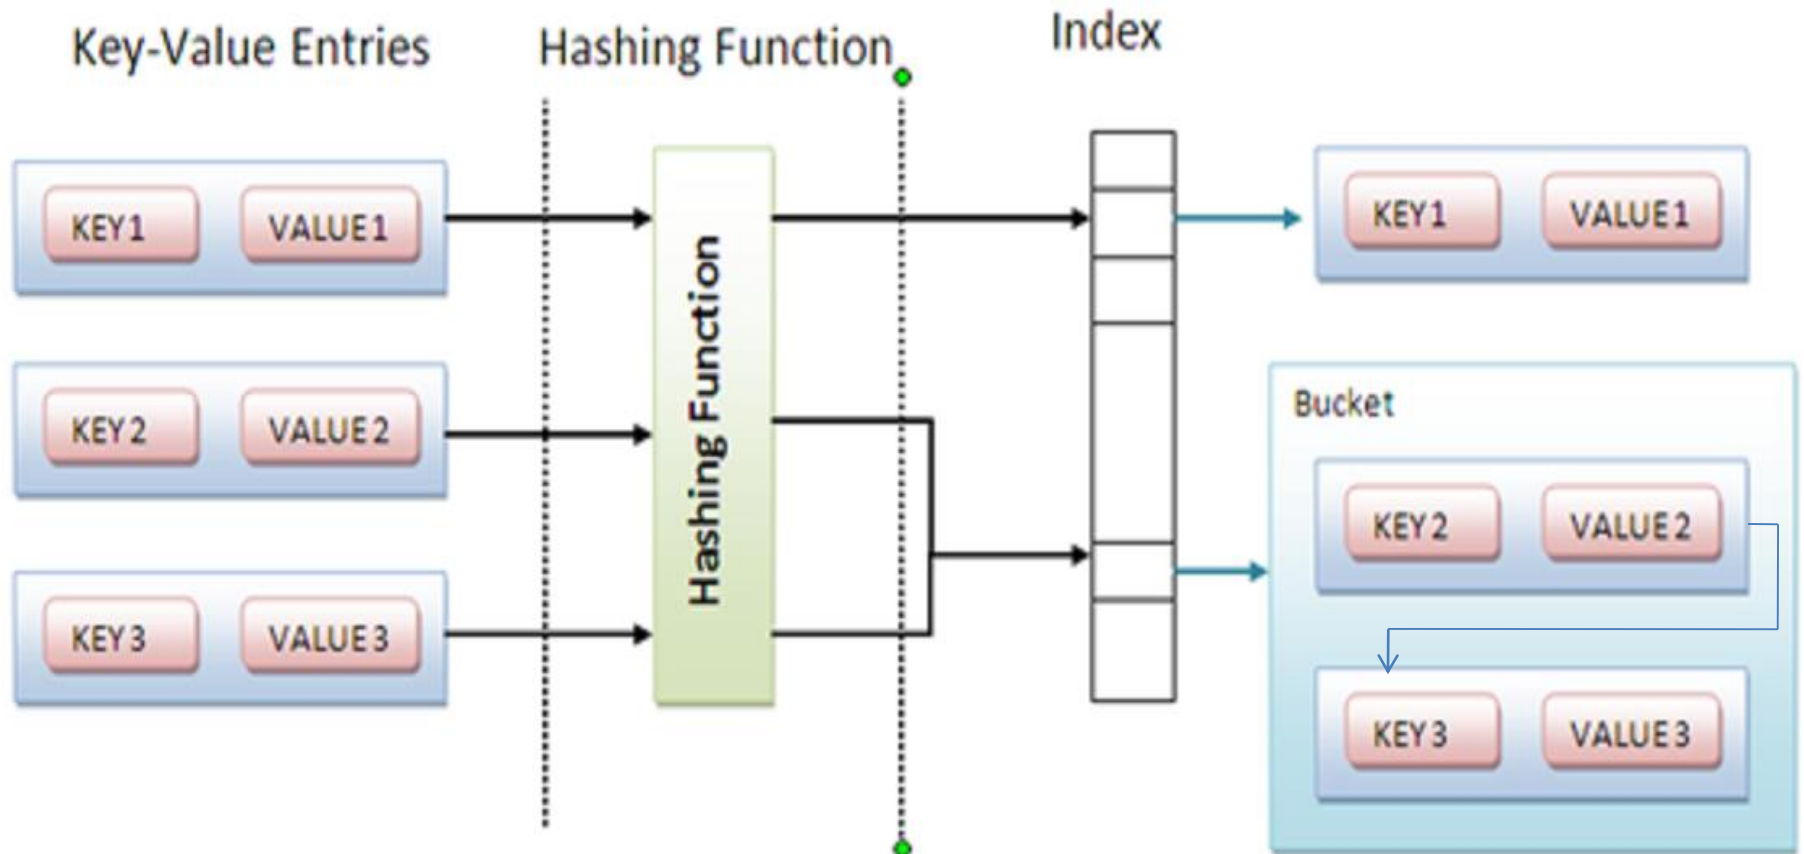 Key-Value Entries
Hashing Function
Index
KEY1 VALUE1
KEY2 VALUE2
KEY3 VALUE3
Hashing Function
KEY1 VALUE1
Bucket
KEY2 VALUE2
KEY3 VALUE3